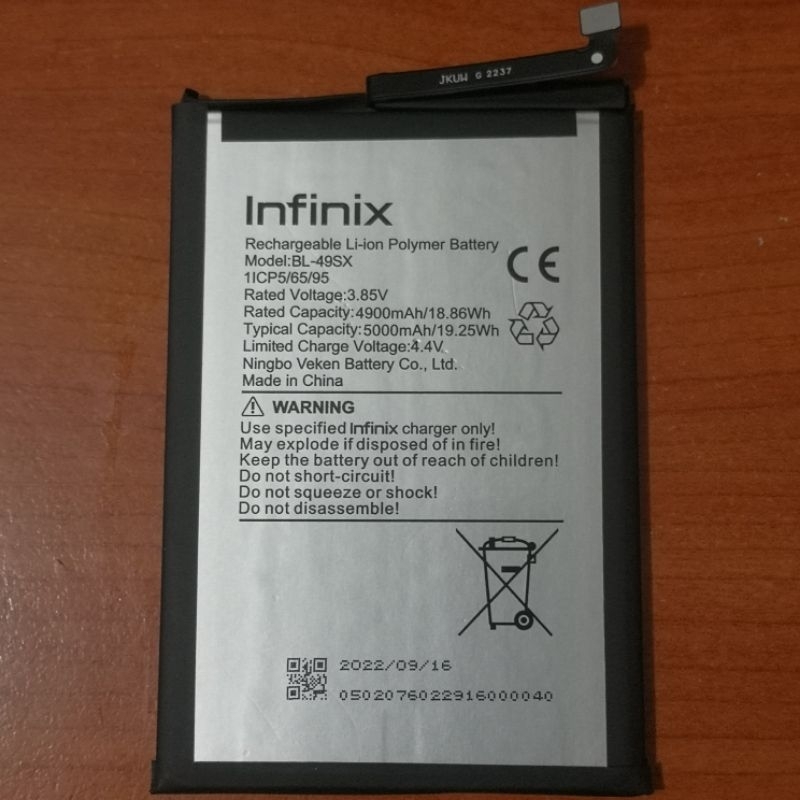 JKUW G 2237
Infinix
Rechargeable Li-ion Polymer Battery
Model:BL-49SX
1ICP5/65/95
Rated Voltage:3.85V
Rated Capacity:4900mAh/18.86Wh
Typical Capacity:5000mAh/19.25Wh
Limited Charge Voltage:4.4V
Ningbo Veken Battery Co., Ltd.
Made in China
CE
WARNING
Use specified Infinix charger only!
May explode if disposed of in fire!
Keep the battery out of reach of children!
Do not short-circuit!
Do not squeeze or shock!
Do not disassemble!
2022/09/16
0502076022916000040